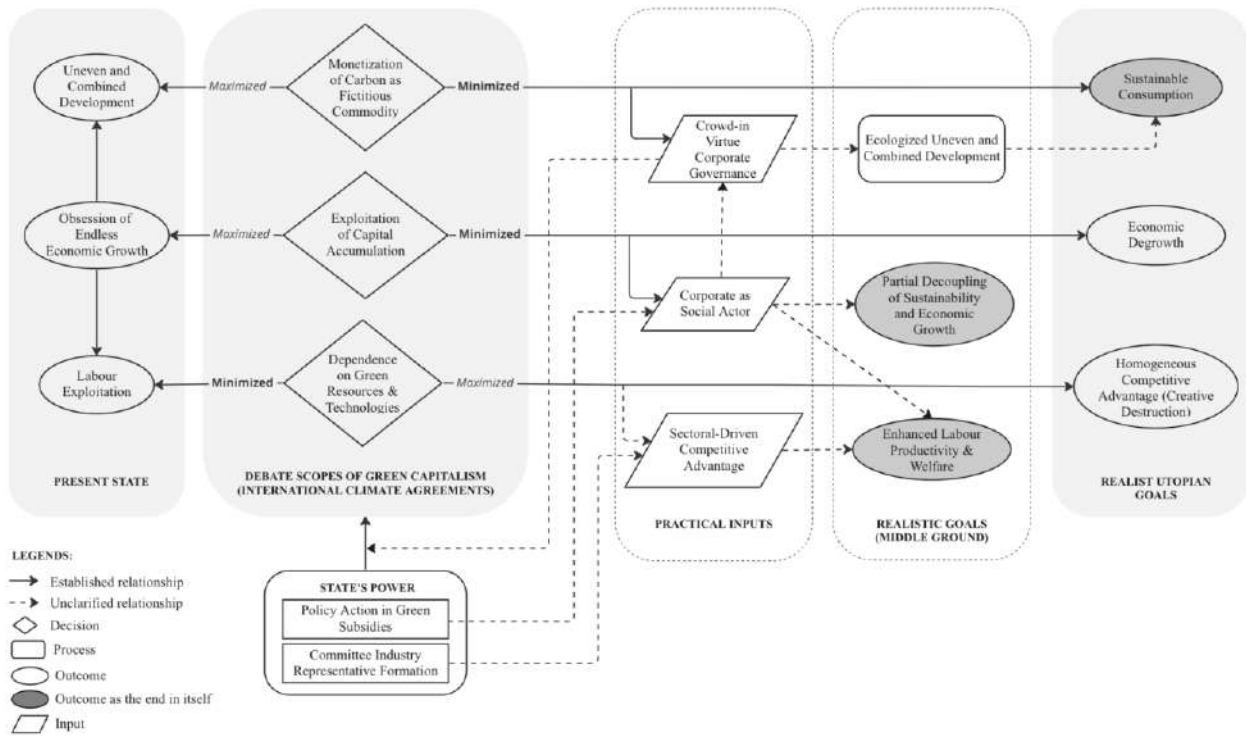 Uneven and
Combined
Development
Maximized
Monetization
of Carbon as
Fictitious
Commodity
Minimized
Sustainable
Consumption
Crowd-in
Virtue
Corporate
Governance
Ecologized Uneven and
Combined Development
Obsession of
Endless
Economic Growth
Maximized
Exploitation
of Capital
Accumulation
Minimized
Economic
Degrowth
Corporate as
Social Actor
Partial Decoupling
of Sustainability
and Economic
Growth
Labour
Exploitation
Minimized
Dependence
on Green
Resources &
Technologies
Maximized
Homogeneous
Competitive
Advantage (Creative
Destruction)
Sectoral-Driven
Competitive
Advantage
Enhanced Labour
Productivity &
Welfare
PRESENT STATE
DEBATE SCOPES OF GREEN CAPITALISM
(INTERNATIONAL CLIMATE AGREEMENTS)
PRACTICAL INPUTS
REALISTIC GOALS
(MIDDLE GROUND)
REALIST UTOPIAN
GOALS
STATE'S POWER
Policy Action in Green
Subsidies
Committee Industry
Representative Formation
LEGENDS:
Established relationship
Unclarified relationship
Decision
Process
Outcome
Outcome as the end in itself
Input